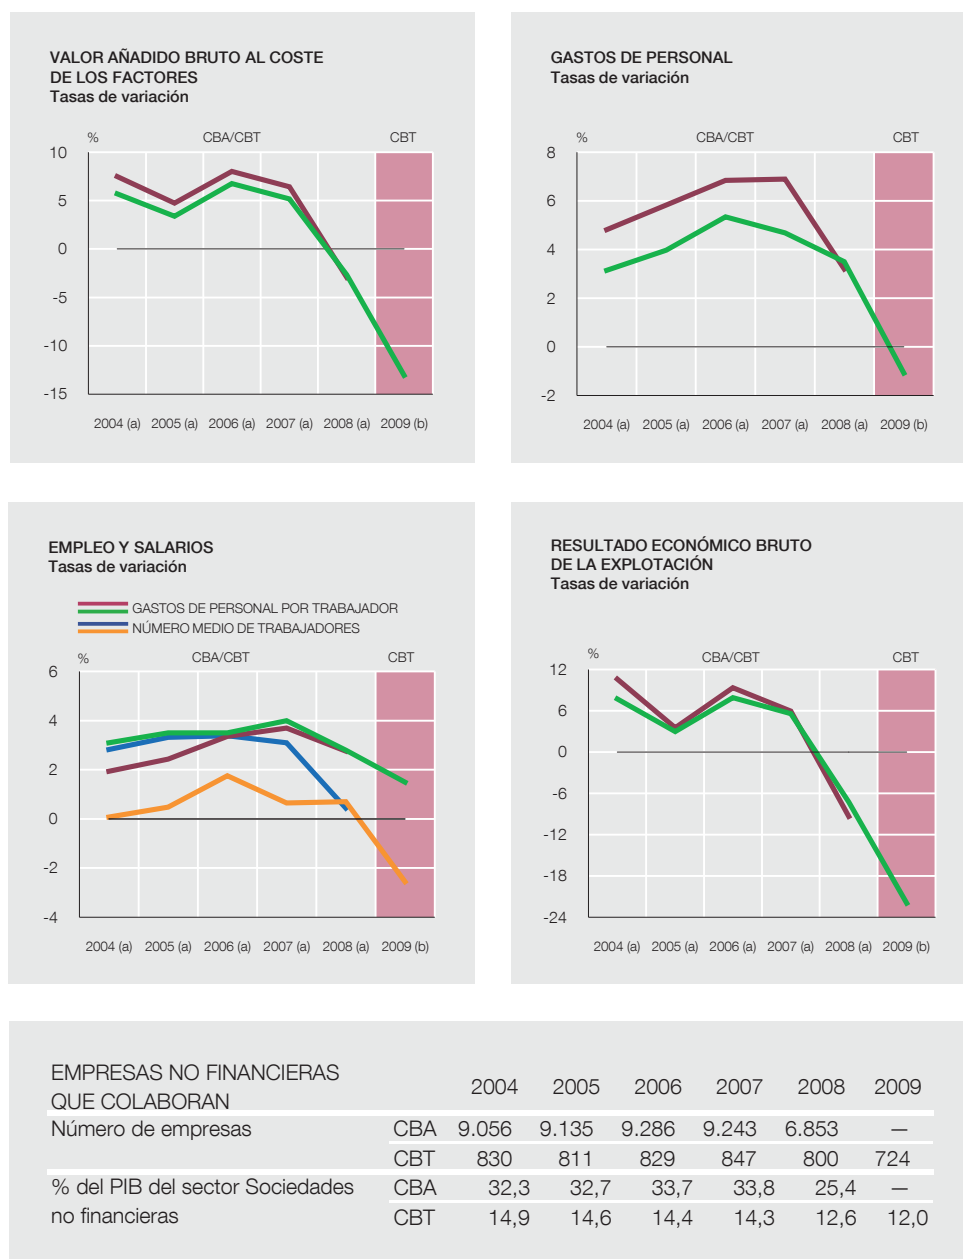 VALOR AÑADIDO BRUTO AL COSTE
DE LOS FACTORES
Tasas de variación
% CBA/CBT CBT
10
5
0
-5
-10
-15
2004 (a) 2005 (a) 2006 (a) 2007 (a) 2008 (a) 2009 (b)
GASTOS DE PERSONAL
Tasas de variación
% CBA/CBT CBT
8
6
4
2
0
-2
2004 (a) 2005 (a) 2006 (a) 2007 (a) 2008 (a) 2009 (b)
EMPLEO Y SALARIOS
Tasas de variación
GASTOS DE PERSONAL POR TRABAJADOR
NÚMERO MEDIO DE TRABAJADORES
% CBA/CBT CBT
6
4
2
0
-2
-4
2004 (a) 2005 (a) 2006 (a) 2007 (a) 2008 (a) 2009 (b)
RESULTADO ECONÓMICO BRUTO
DE LA EXPLOTACIÓN
Tasas de variación
% CBA/CBT CBT
12
6
0
-6
-12
-18
-24
2004 (a) 2005 (a) 2006 (a) 2007 (a) 2008 (a) 2009 (b)
EMPRESAS NO FINANCIERAS
QUE COLABORAN 2004 2005 2006 2007 2008 2009
Número de empresas CBA 9.056 9.135 9.286 9.243 6.853 —
CBT 830 811 829 847 800 724
% del PIB del sector Sociedades CBA 32,3 32,7 33,7 33,8 25,4 —
no financieras CBT 14,9 14,6 14,4 14,3 12,6 12,0